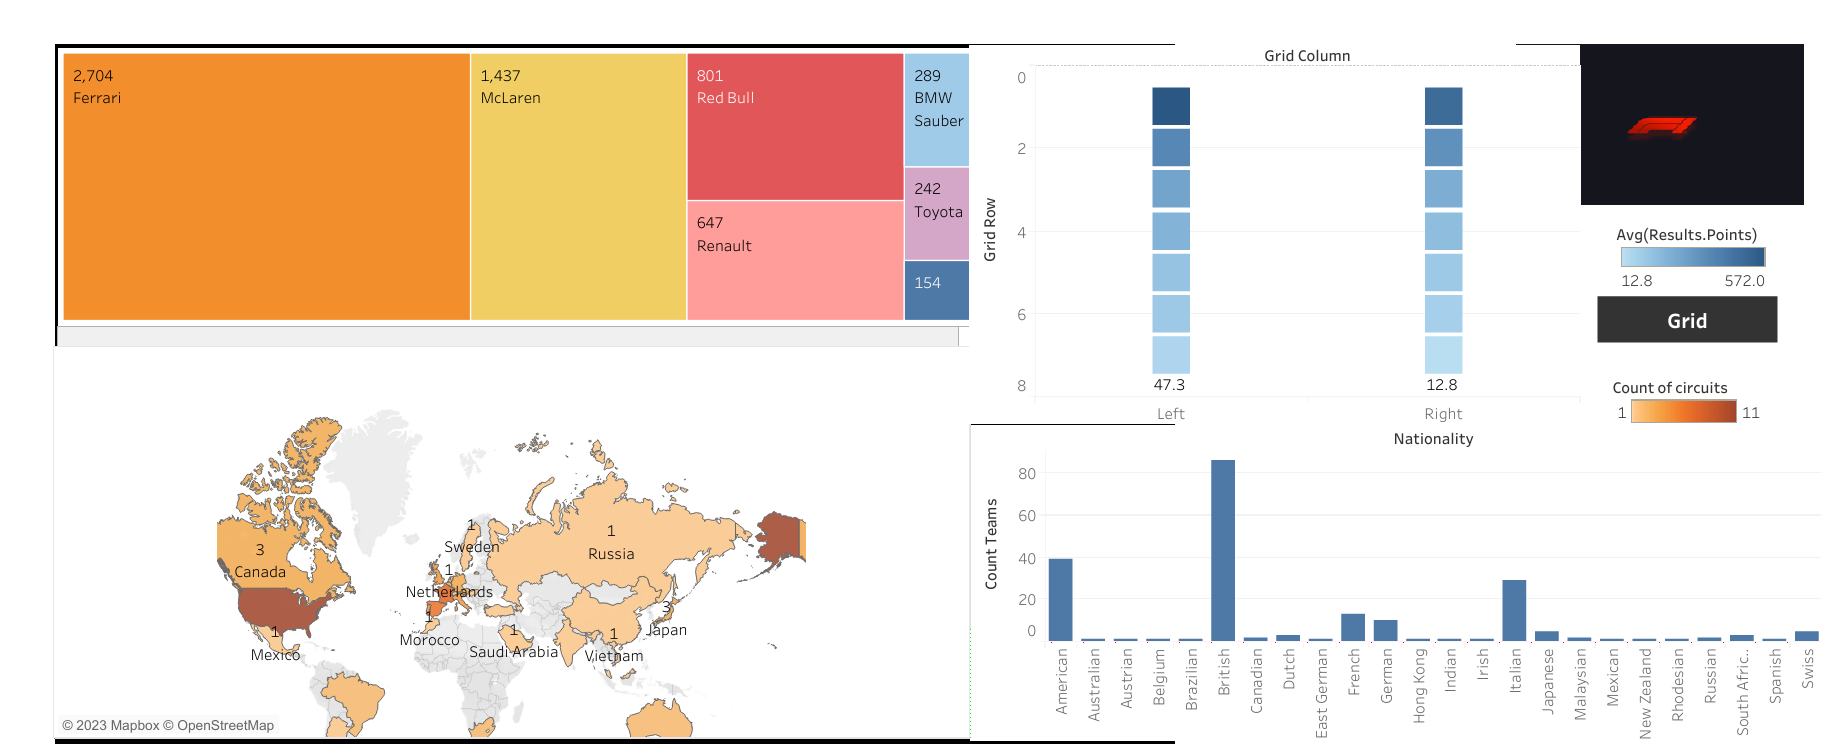 2,704
Ferrari
1,437
McLaren
801
Red Bull
647
Renault
289
BMW
Sauber
242
Toyota
154
Grid Column
Grid Row
0
2
4
6
8
47.3
12.8
Left
Right
Avg(Results.Points)
12.8
572.0
Grid
Count of circuits
1
11
3
Canada
1
Mexico
1
Sweden
1
Netherlands
1
Morocco
1
Saudi Arabia
1
Russia
3
Japan
1
Vietnam
© 2023 Mapbox © OpenStreetMap
Nationality
Count Teams
80
60
40
20
0
American
Australian
Austrian
Belgium
Brazilian
British
Canadian
Dutch
East German
French
German
Hong Kong
Indian
Irish
Italian
Japanese
Malaysian
Mexican
New Zealand
Rhodesian
Russian
South Afric..
Spanish
Swiss